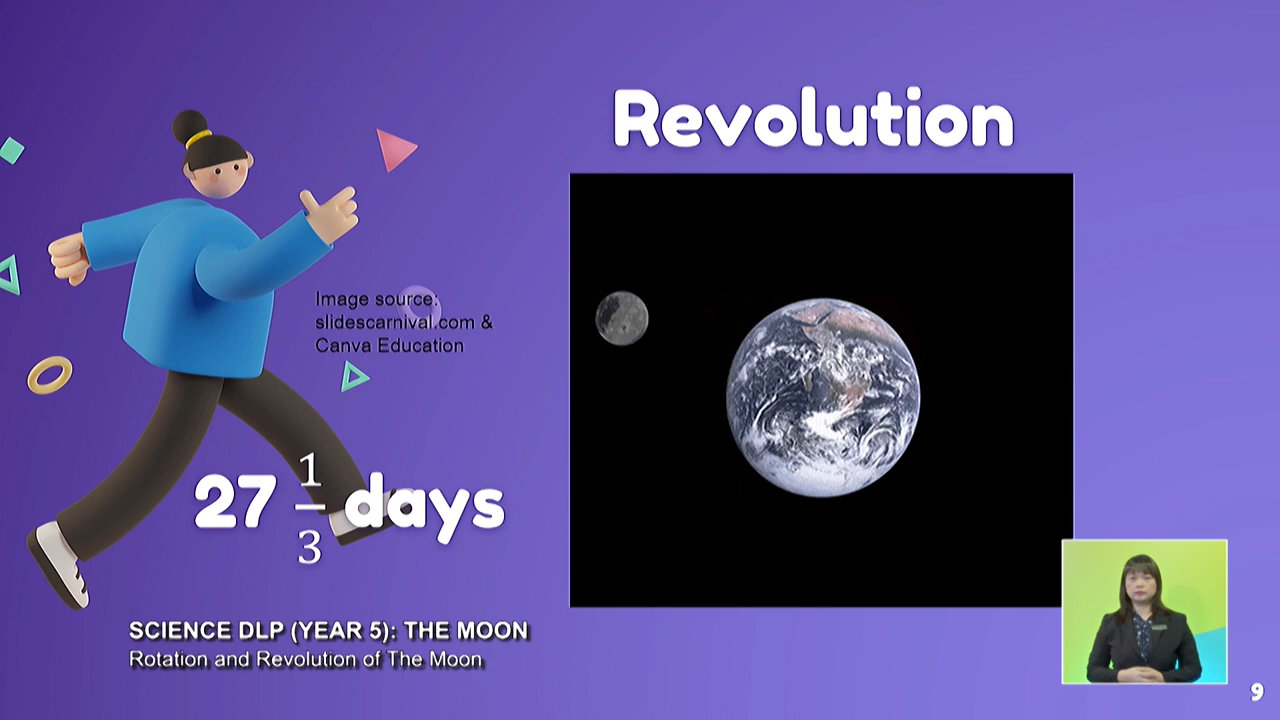 Revolution
Image source:
slidescarnival.com &
Canva Education
27 1/3 days
SCIENCE DLP (YEAR 5): THE MOON
Rotation and Revolution of The Moon
9